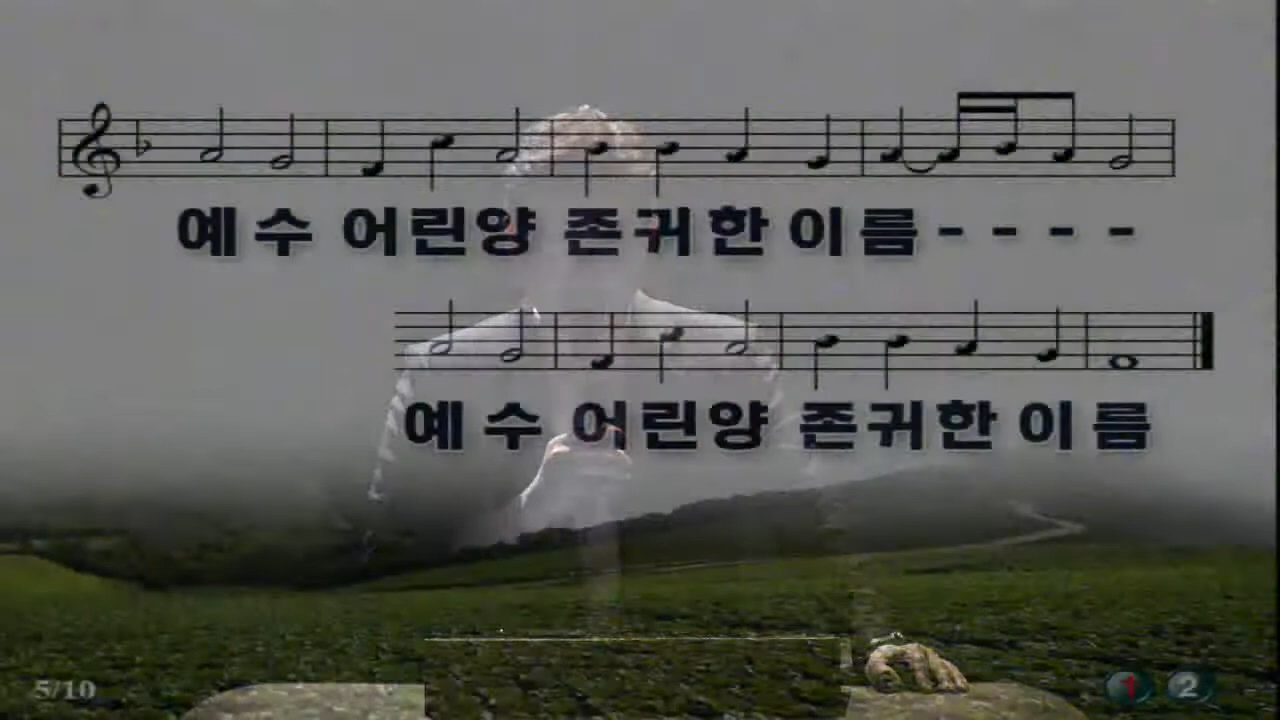 예수 어린양 존귀한 이름- - - -
예수 어린양 존귀한 이름
5/10
1 2